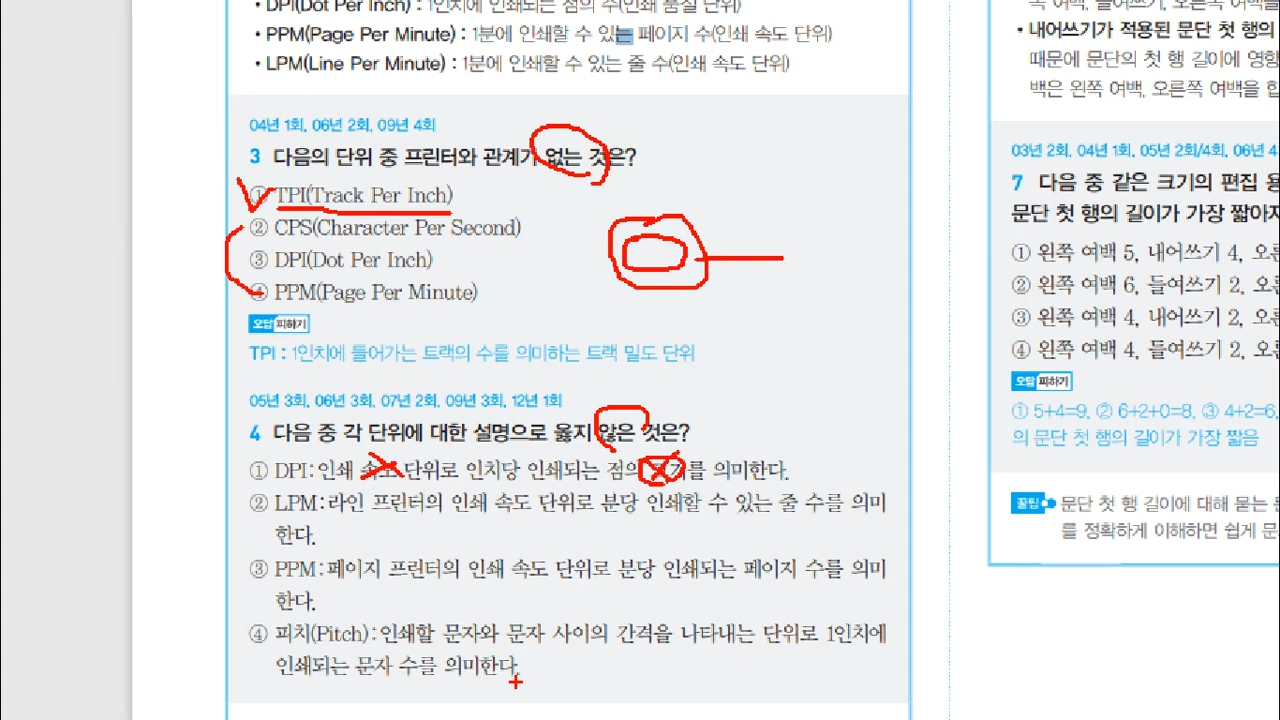 • DPI(Dot Per Inch) : 1인치에 인쇄되는 점의 수(인쇄 품질 단위)
• PPM(Page Per Minute) : 1분에 인쇄할 수 있는 페이지 수(인쇄 속도 단위)
• LPM(Line Per Minute) : 1분에 인쇄할 수 있는 줄 수(인쇄 속도 단위)
04년 1회, 06년 2회, 09년 4회
3 다음의 단위 중 프린터와 관계가 없는 것은?
① TPI(Track Per Inch)
② CPS(Character Per Second)
③ DPI(Dot Per Inch)
④ PPM(Page Per Minute)
오답 피하기
TPI : 1인치에 들어가는 트랙의 수를 의미하는 트랙 밀도 단위
05년 3회, 06년 3회, 07년 2회, 09년 3회, 12년 1회
4 다음 중 각 단위에 대한 설명으로 옳지 않은 것은?
① DPI : 인쇄 속도 단위로 인치당 인쇄되는 점의 를 의미한다.
② LPM : 라인 프린터의 인쇄 속도 단위로 분당 인쇄할 수 있는 줄 수를 의미
한다.
③ PPM : 페이지 프린터의 인쇄 속도 단위로 분당 인쇄되는 페이지 수를 의미
한다.
④ 피치(Pitch) : 인쇄할 문자와 문자 사이의 간격을 나타내는 단위로 1인치에
인쇄되는 문자 수를 의미한다.
쪽 여백, 들여쓰기, 오른쪽 여백
• 내어쓰기가 적용된 문단 첫 행의
때문에 문단의 첫 행 길이에 영향
백은 왼쪽 여백, 오른쪽 여백을 합
03년 2회, 04년 1회, 05년 2회/4회, 06년
7 다음 중 같은 크기의 편집 용
문단 첫 행의 길이가 가장 짧아
① 왼쪽 여백 5, 내어쓰기 4, 오른
② 왼쪽 여백 6, 들여쓰기 2, 오른
③ 왼쪽 여백 4, 내어쓰기 2, 오른
④ 왼쪽 여백 4, 들여쓰기 2, 오른
오답 피하기
① 5+4=9, ② 6+2+0=8, ③ 4+2=6,
의 문단 첫 행의 길이가 가장 짧음
꿀팁 문단 첫 행 길이에 대해 묻는
를 정확하게 이해하면 쉽게 문